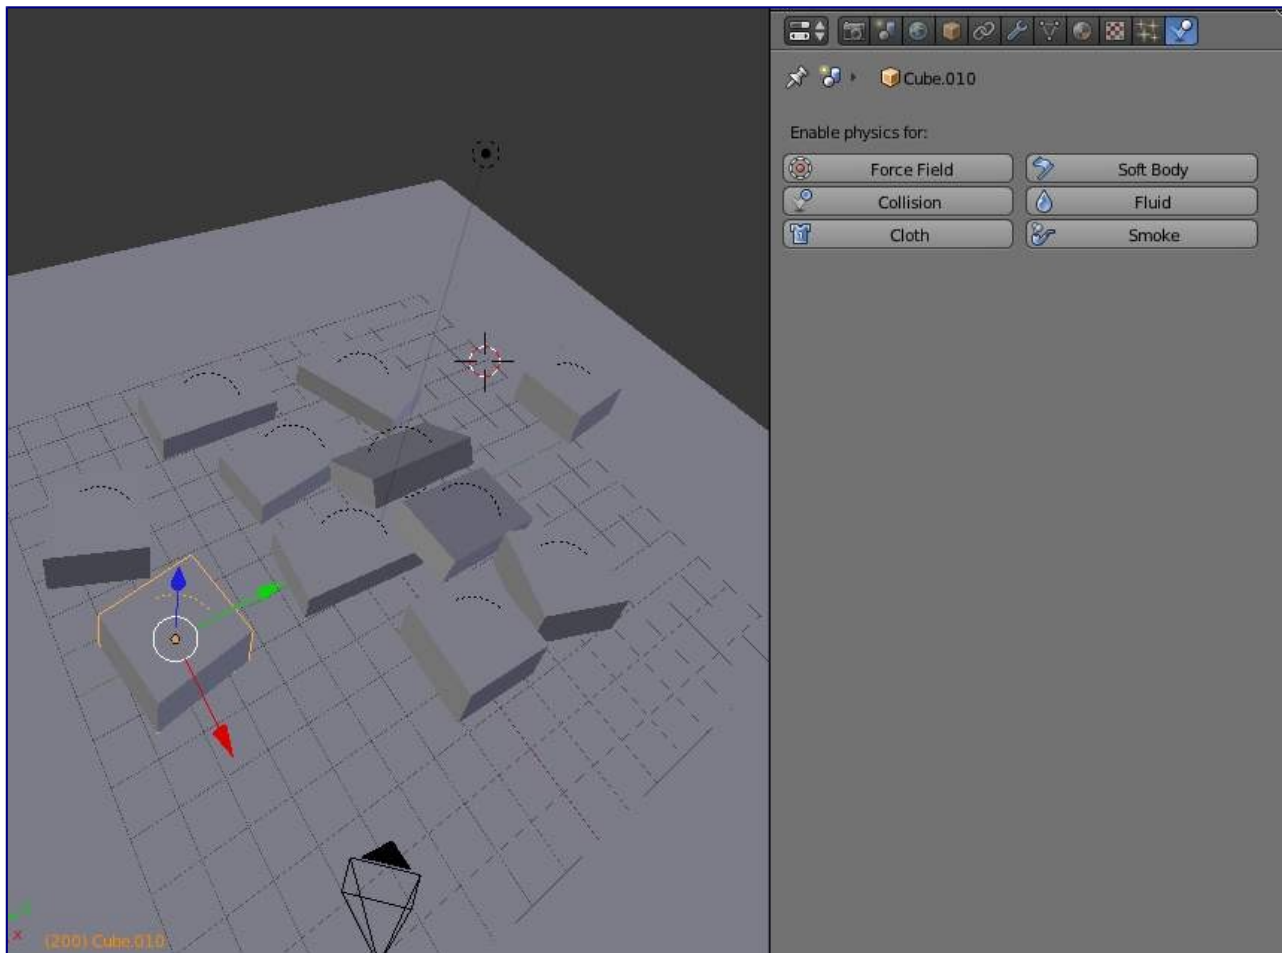 Cube.010
Enable physics for:
Force Field
Soft Body
Collision
Fluid
Cloth
Smoke
x
(200) Cube.010